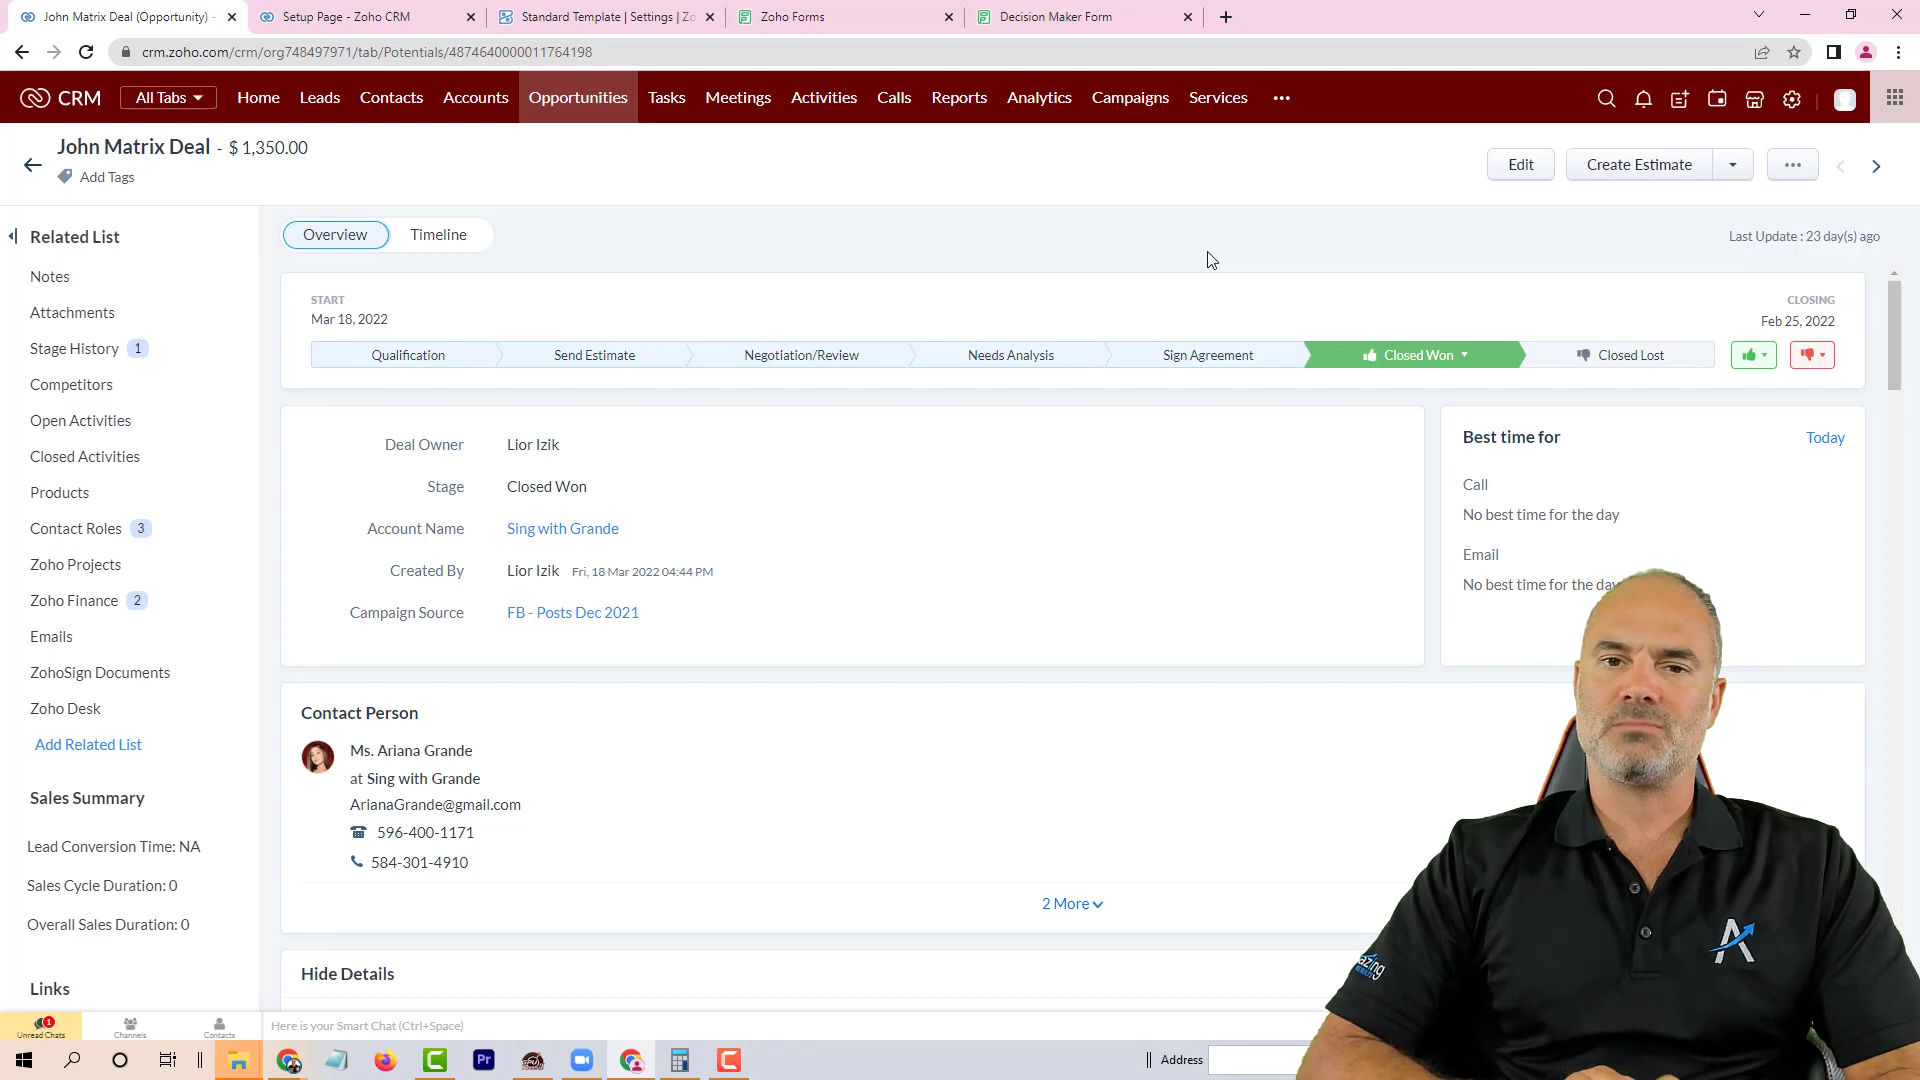 John Matrix Deal (Opportunity) -
Setup Page - Zoho CRM
Standard Template | Settings | Zo
Zoho Forms
Decision Maker Form
crm.zoho.com/crm/org748497971/tab/Potentials/4874640000011764198
CRM
All Tabs
Home
Leads
Contacts
Accounts
Opportunities
Tasks
Meetings
Activities
Calls
Reports
Analytics
Campaigns
Services
John Matrix Deal - $ 1,350.00
Add Tags
Edit
Create Estimate
Related List
Notes
Attachments
Stage History 1
Competitors
Open Activities
Closed Activities
Products
Contact Roles 3
Zoho Projects
Zoho Finance 2
Emails
ZohoSign Documents
Zoho Desk
Add Related List
Sales Summary
Lead Conversion Time: NA
Sales Cycle Duration: 0
Overall Sales Duration: 0
Links
Overview
Timeline
Last Update : 23 day(s) ago
START
Mar 18, 2022
CLOSING
Feb 25, 2022
Qualification
Send Estimate
Negotiation/Review
Needs Analysis
Sign Agreement
Closed Won
Closed Lost
Deal Owner Lior Izik
Stage Closed Won
Account Name Sing with Grande
Created By Lior Izik Fri, 18 Mar 2022 04:44 PM
Campaign Source FB - Posts Dec 2021
Best time for
Today
Call
No best time for the day
Email
No best time for the day
Contact Person
Ms. Ariana Grande
at Sing with Grande
ArianaGrande@gmail.com
596-400-1171
584-301-4910
2 More
Hide Details
1
Unread Chats
Channels
Contacts
Here is your Smart Chat (Ctrl+Space)
Pr
Address